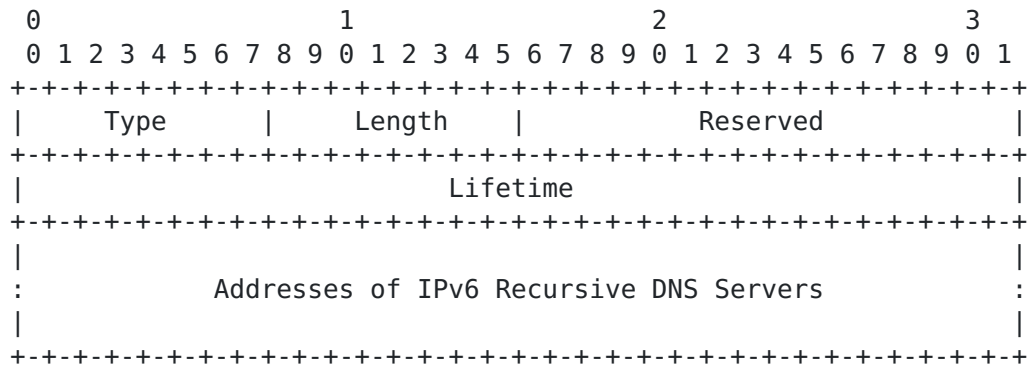 0                   1                   2                   3
 0 1 2 3 4 5 6 7 8 9 0 1 2 3 4 5 6 7 8 9 0 1 2 3 4 5 6 7 8 9 0 1
+-+-+-+-+-+-+-+-+-+-+-+-+-+-+-+-+-+-+-+-+-+-+-+-+-+-+-+-+-+-+-+-+
|     Type      |     Length    |           Reserved            |
+-+-+-+-+-+-+-+-+-+-+-+-+-+-+-+-+-+-+-+-+-+-+-+-+-+-+-+-+-+-+-+-+
|                           Lifetime                            |
+-+-+-+-+-+-+-+-+-+-+-+-+-+-+-+-+-+-+-+-+-+-+-+-+-+-+-+-+-+-+-+-+
|                                                               |
:            Addresses of IPv6 Recursive DNS Servers            :
|                                                               |
+-+-+-+-+-+-+-+-+-+-+-+-+-+-+-+-+-+-+-+-+-+-+-+-+-+-+-+-+-+-+-+-+